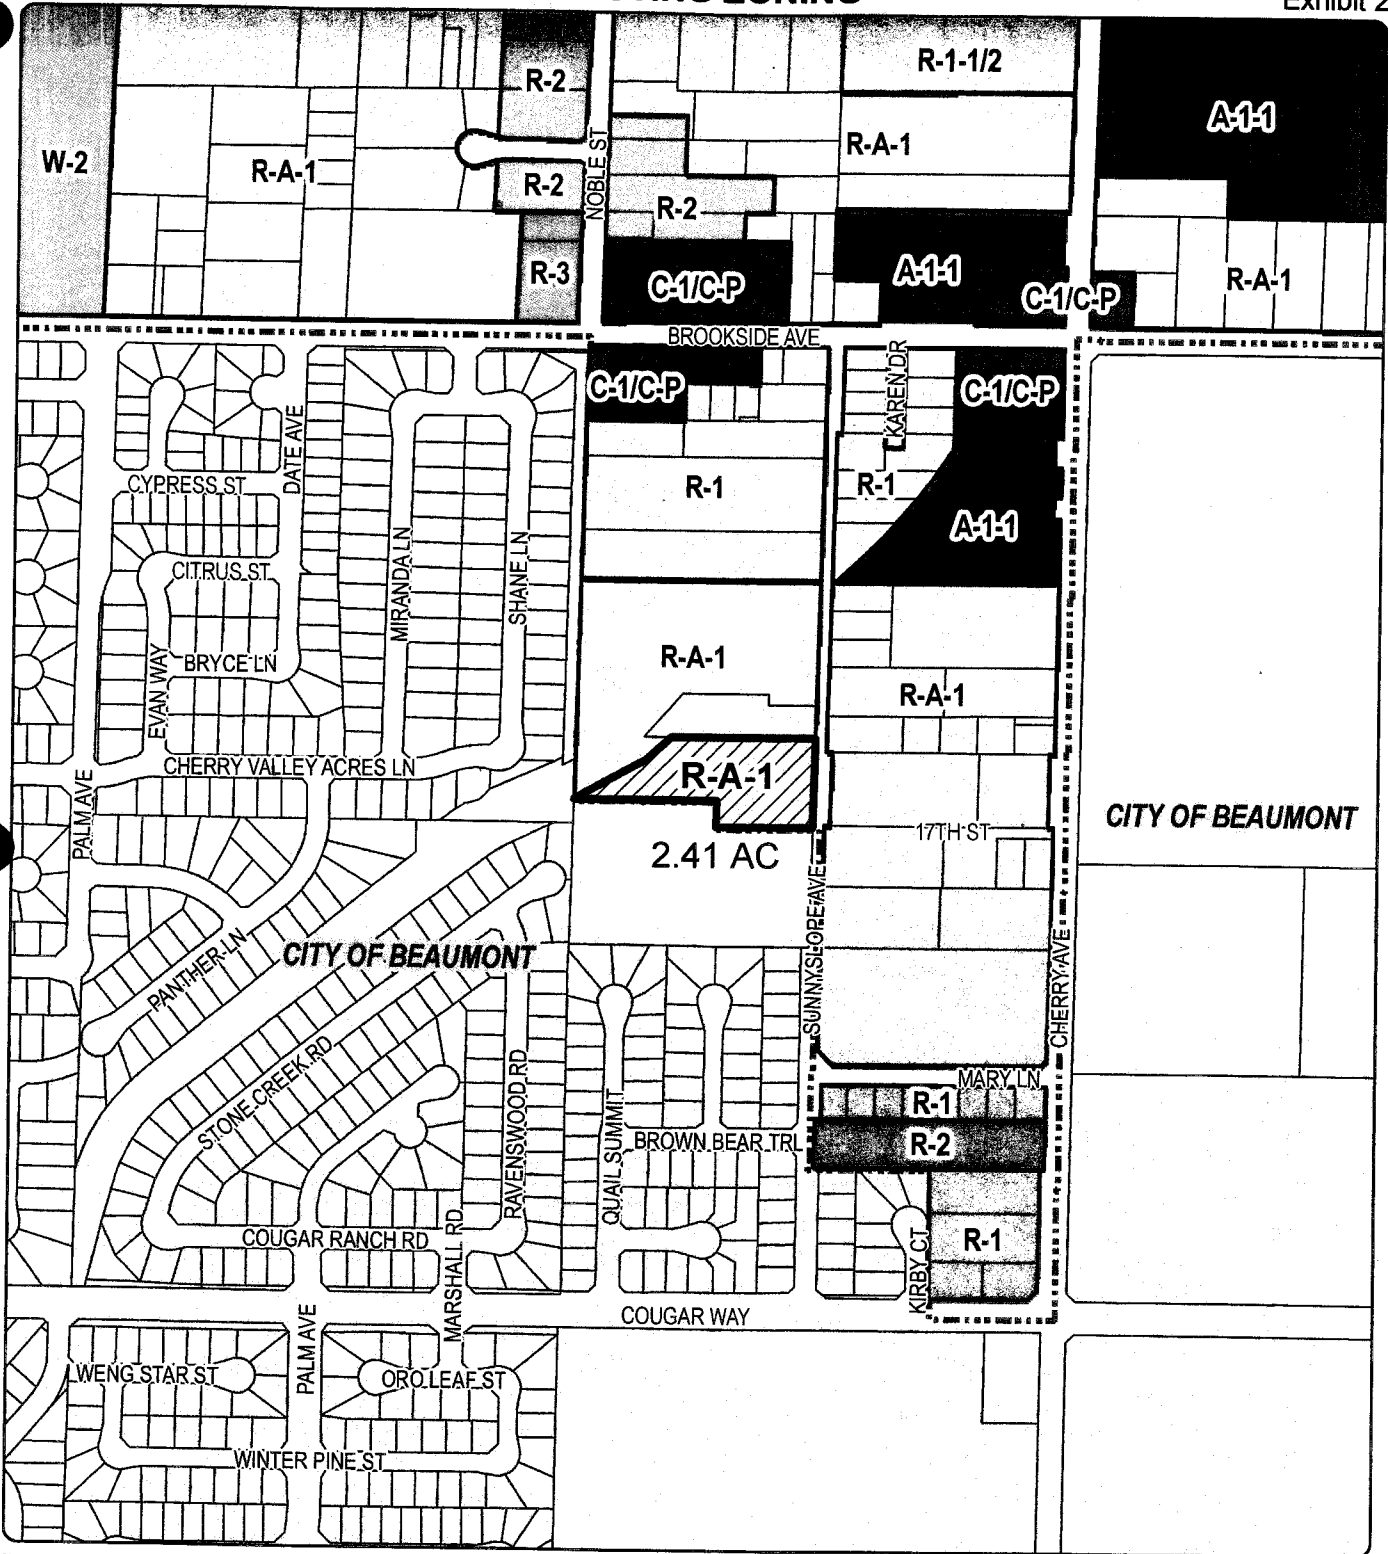 ZONING
Exhibit 2
R-2
R-1-1/2
A-1-1
W-2
R-A-1
R-A-1
NOBLE ST
R-2
R-2
R-3
C-1/C-P
A-1-1
C-1/C-P
R-A-1
BROOKSIDE AVE
C-1/C-P
KAREN DR
C-1/C-P
DATE AVE
CYPRESS ST
R-1
R-1
A-1-1
MIRANDA LN
SHANE LN
CITRUS ST
EVAN WAY
BRYCE LN
R-A-1
R-A-1
CHERRY VALLEY ACRES LN
R-A-1
PALM AVE
CITY OF BEAUMONT
17TH ST
2.41 AC
SUNNYSLOPE AVE
CHERRY AVE
PANTHER LN
CITY OF BEAUMONT
STONE CREEK RD
RAVENSWOOD RD
MARY LN
R-1
QUAIL SUMMIT
BROWN BEAR TRL
R-2
COUGAR RANCH RD
MARSHALL RD
KIRBY CT
R-1
COUGAR WAY
PALM AVE
WENG STAR ST
ORO LEAF ST
WINTER PINE ST